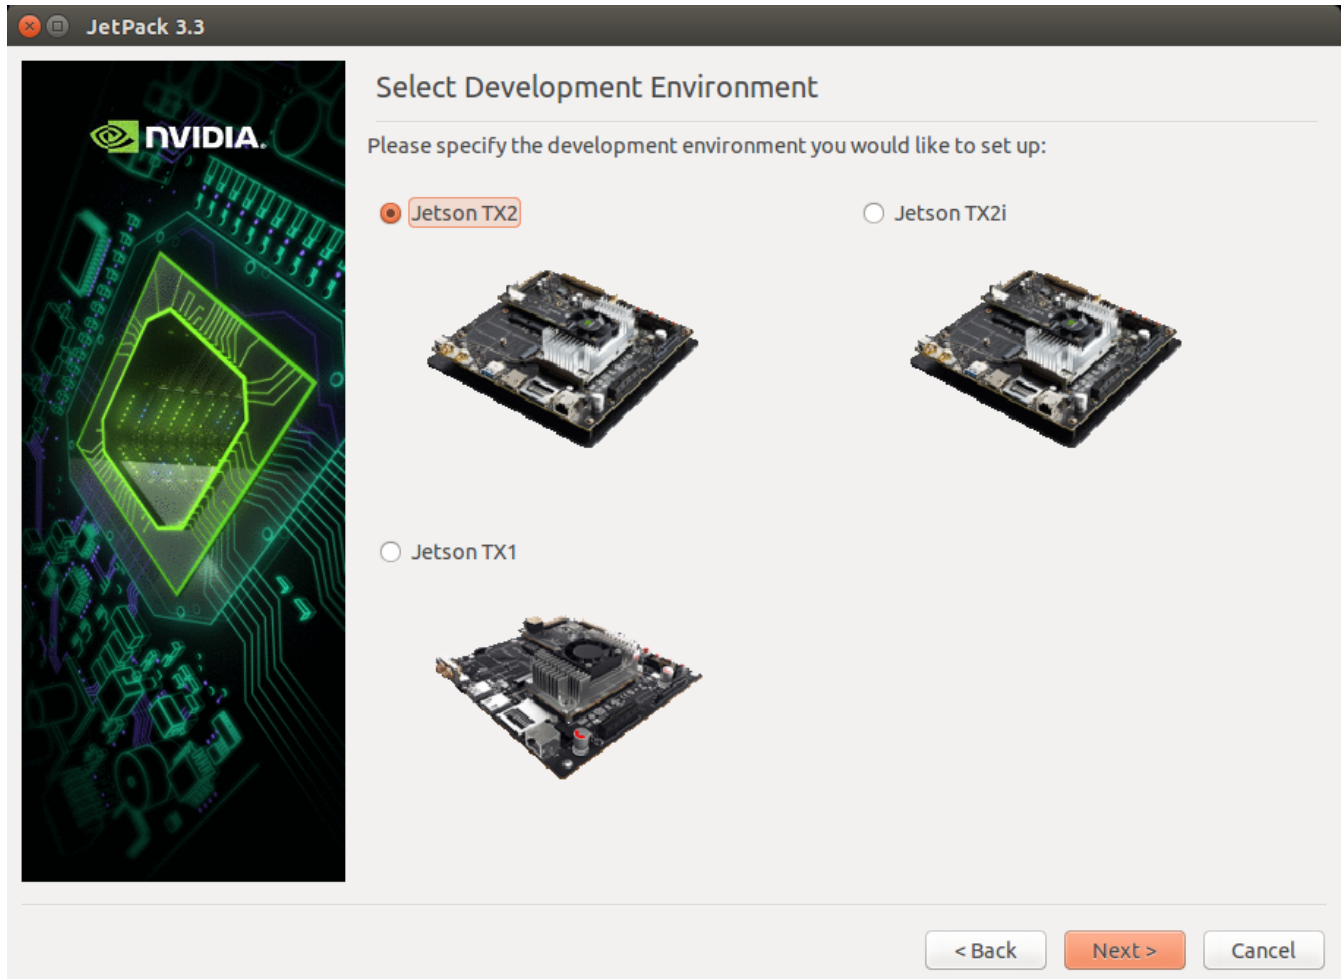 JetPack 3.3
NVIDIA.
Select Development Environment
Please specify the development environment you would like to set up:
Jetson TX2
Jetson TX2i
Jetson TX1
< Back
Next >
Cancel